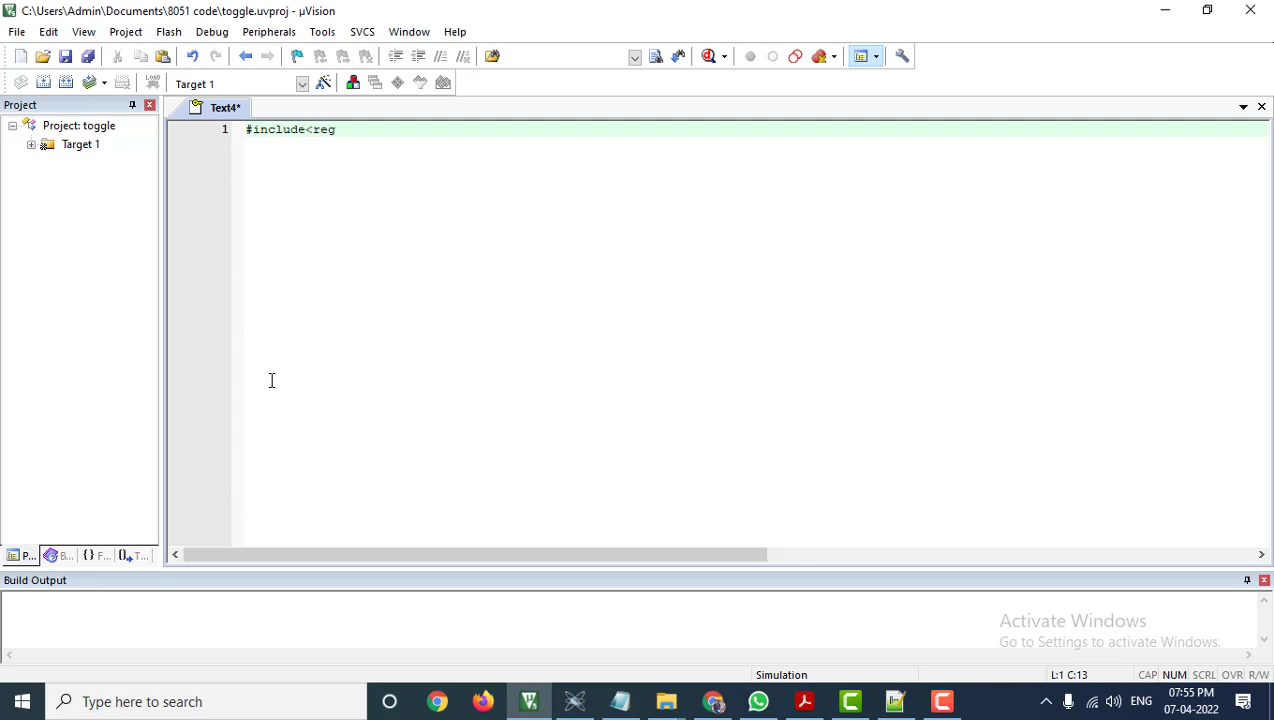 C:\Users\Admin\Documents\8051 code\toggle.uvproj - µVision
File Edit View Project Flash Debug Peripherals Tools SVCS Window Help
LOAD Target 1
Project
Text4*
Project: toggle
Target 1
1 #include<reg
P... B... {} F... T...
Build Output
Activate Windows
Go to Settings to activate Windows.
Simulation L:1 C:13 CAP NUM SCRL OVR R/W
Type here to search
ENG
07:55 PM
07-04-2022